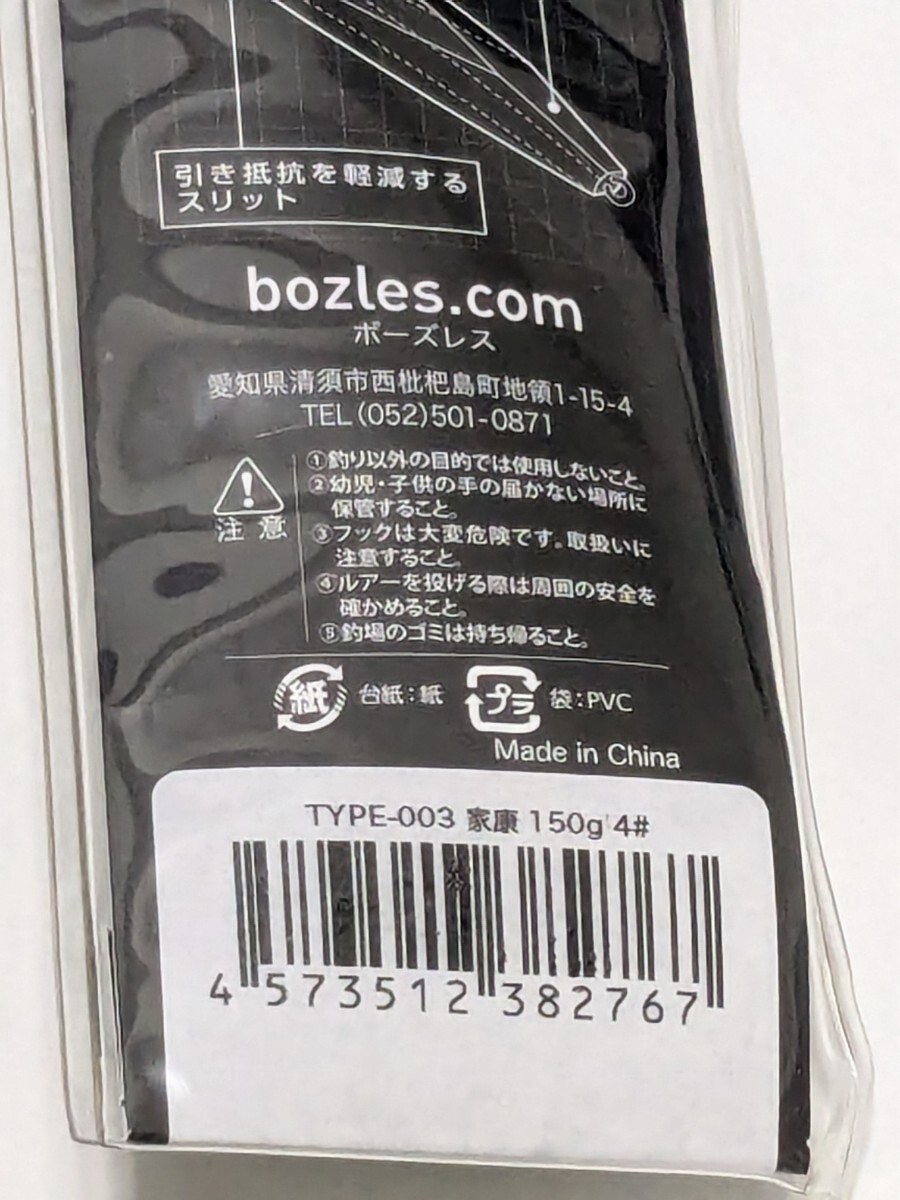 引き抵抗を軽減する
スリット
bozles.com
ボーズレス
愛知県清須市西枇杷島町地領1-15-4
TEL(052)501-0871
注意
①釣り以外の目的では使用しないこと。
②幼児・子供の手の届かない場所に
保管すること。
③フックは大変危険です。取扱いに
注意すること。
④ルアーを投げる際は周囲の安全を
確かめること。
⑤釣場のゴミは持ち帰ること。
紙 台紙:紙 プラ 袋:PVC
Made in China
TYPE-003 家康 150g 4#
4 573512 382767